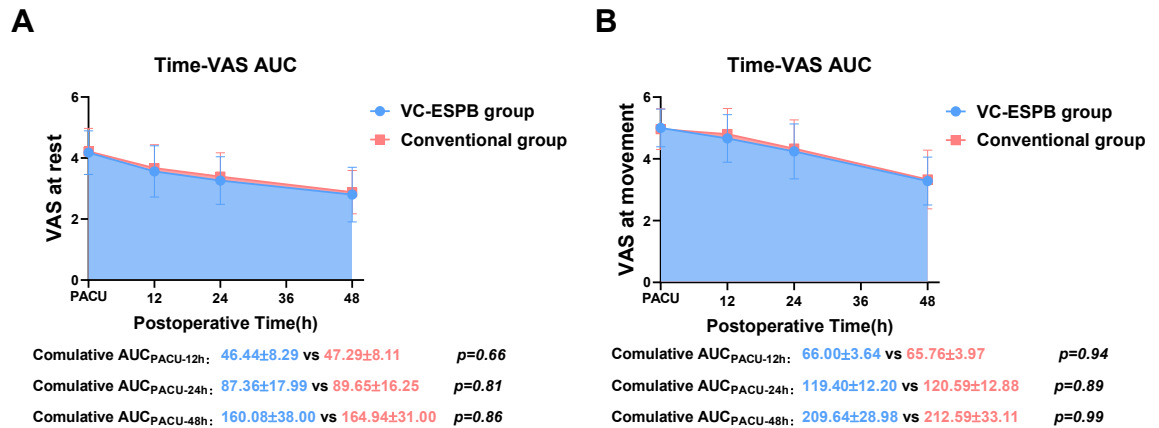 A
Time-VAS AUC
VAS at rest
6
4
2
0
PACU
12
24
36
48
Postoperative Time(h)
VC-ESPB group
Conventional group
Comulative AUCPACU-12h: 46.44±8.29 vs 47.29±8.11 p=0.66
Comulative AUCPACU-24h: 87.36±17.99 vs 89.65±16.25 p=0.81
Comulative AUCPACU-48h: 160.08±38.00 vs 164.94±31.00 p=0.86
B
Time-VAS AUC
VAS at movement
6
4
2
0
PACU
12
24
36
48
Postoperative Time(h)
VC-ESPB group
Conventional group
Comulative AUCPACU-12h: 66.00±3.64 vs 65.76±3.97 p=0.94
Comulative AUCPACU-24h: 119.40±12.20 vs 120.59±12.88 p=0.89
Comulative AUCPACU-48h: 209.64±28.98 vs 212.59±33.11 p=0.99